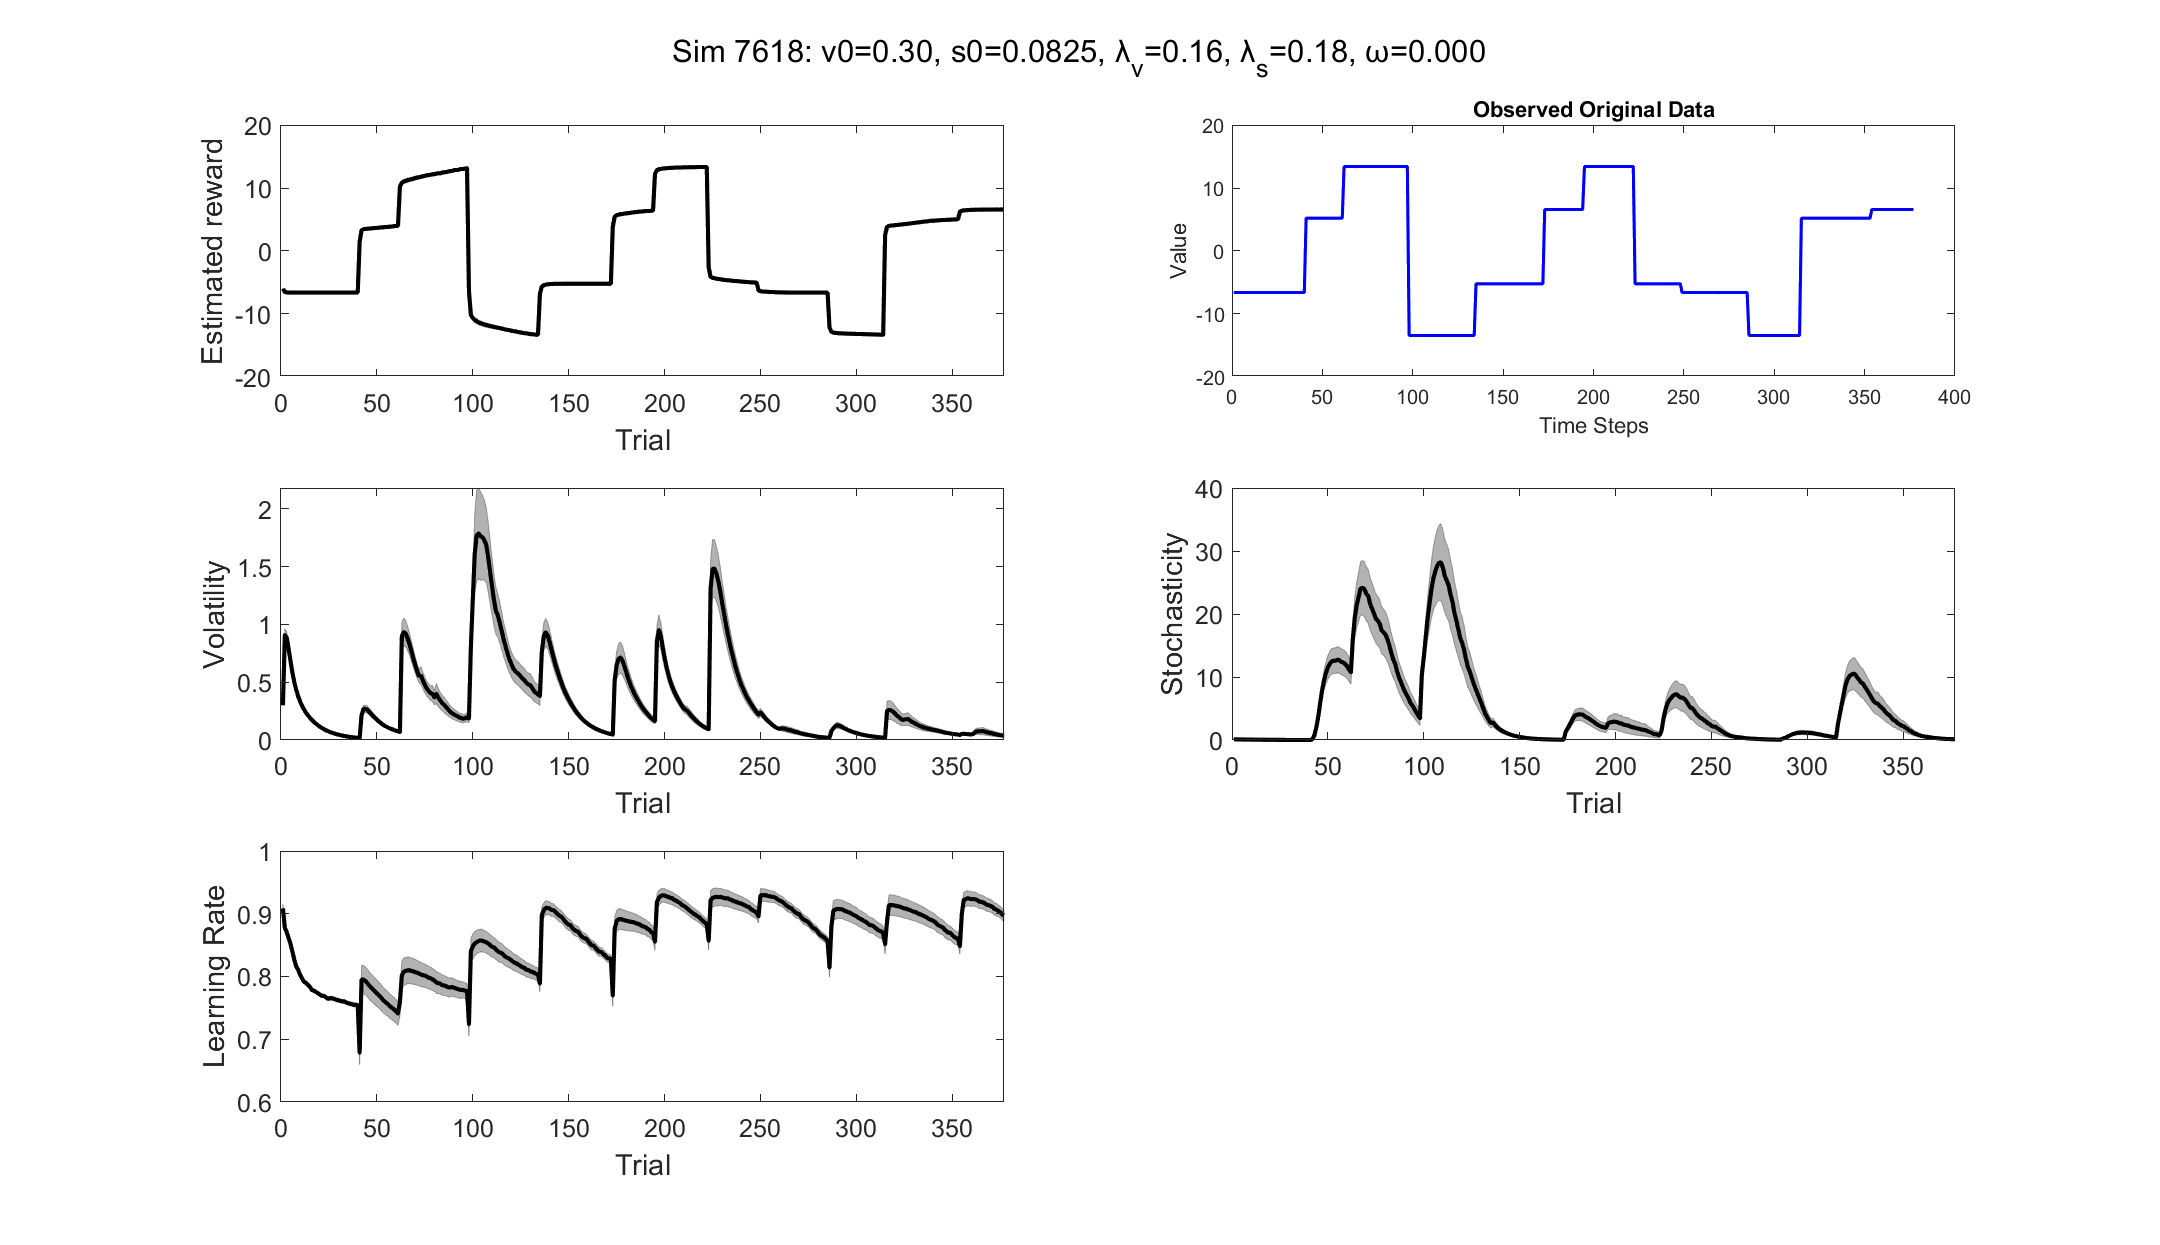 Sim 7618: v0=0.30, s0=0.0825, λ_v=0.16, λ_s=0.18, ω=0.000
Estimated reward
20
10
0
-10
-20
0 50 100 150 200 250 300 350
Trial
Observed Original Data
Value
20
10
0
-10
-20
0 50 100 150 200 250 300 350 400
Time Steps
Volatility
2
1.5
1
0.5
0
0 50 100 150 200 250 300 350
Trial
Stochasticity
40
30
20
10
0
0 50 100 150 200 250 300 350
Trial
Learning Rate
1
0.9
0.8
0.7
0.6
0 50 100 150 200 250 300 350
Trial